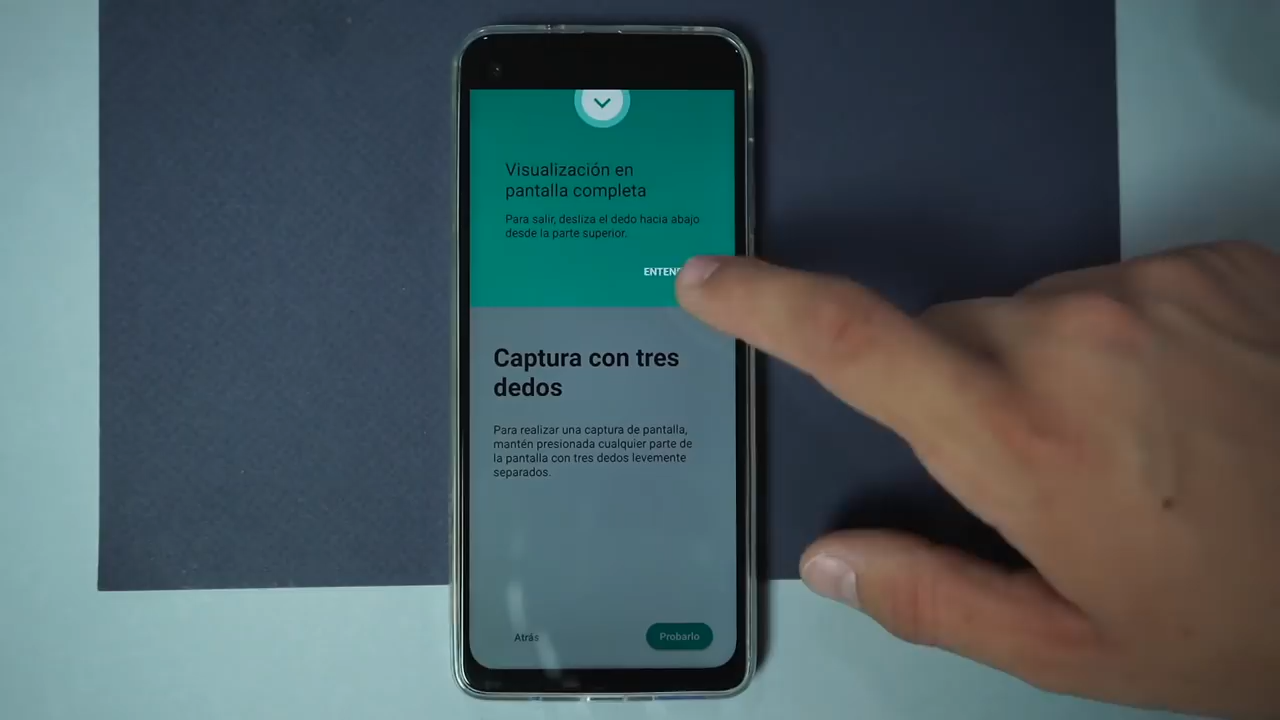 Visualización en
pantalla completa
Para salir, desliza el dedo hacia abajo
desde la parte superior.
Captura con tres
dedos
Para realizar una captura de pantalla,
mantén presionada cualquier parte de
la pantalla con tres dedos levemente
separados.
Atrás
Probarlo